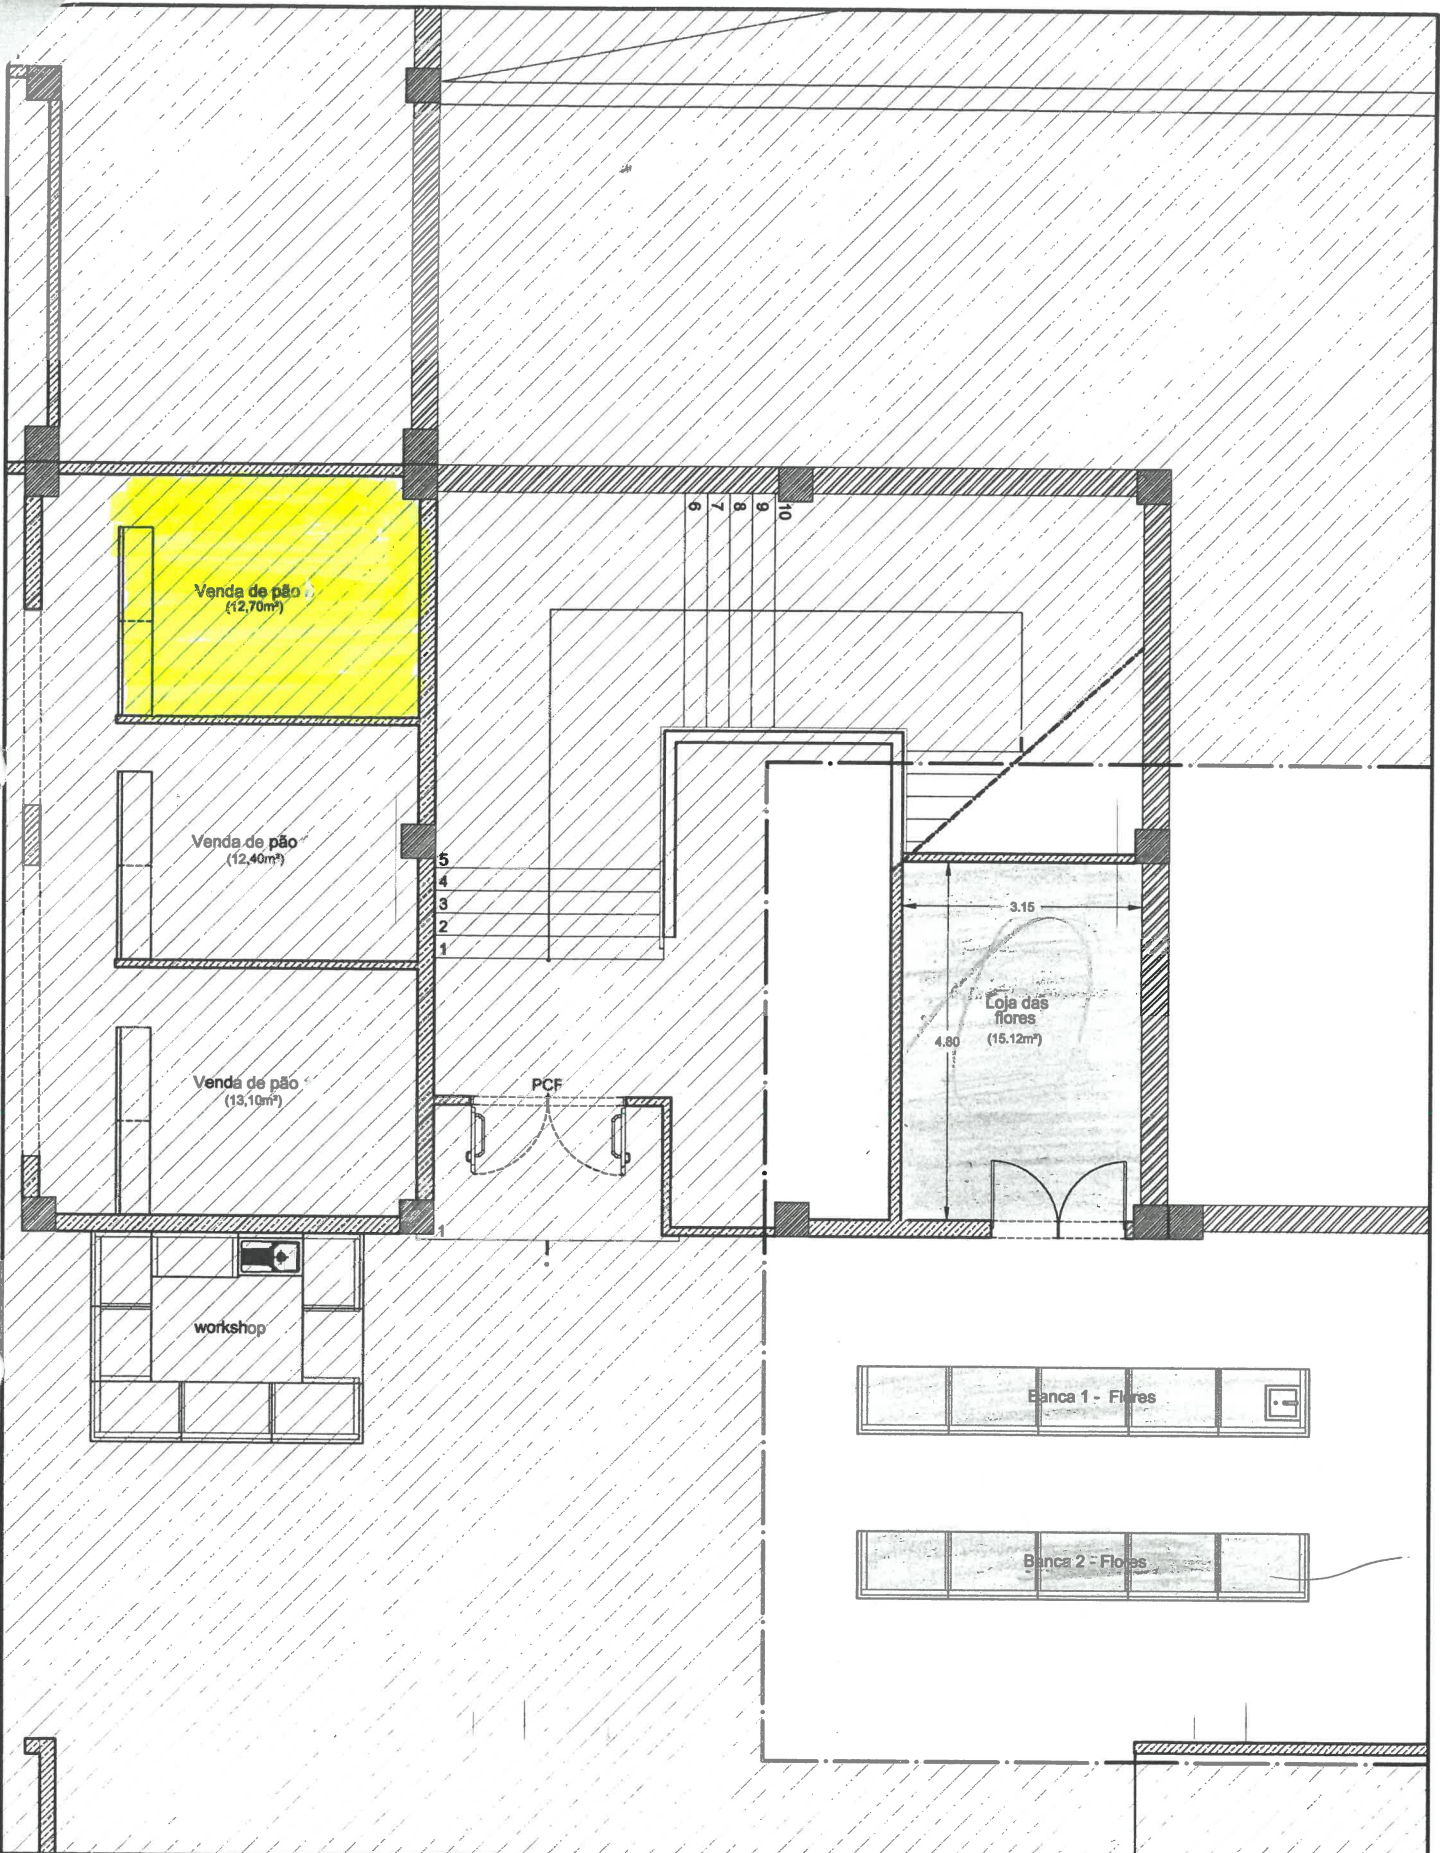 6
7
8
9
10
Venda de pão
(12,70m²)
Venda de pão
(12,40m²)
5
4
3
2
1
3.15
4.80
Loja das
flores
(15.12m²)
Venda de pão
(13,10m²)
PCF
1
workshop
Banca 1 - Flores
Banca 2 - Flores